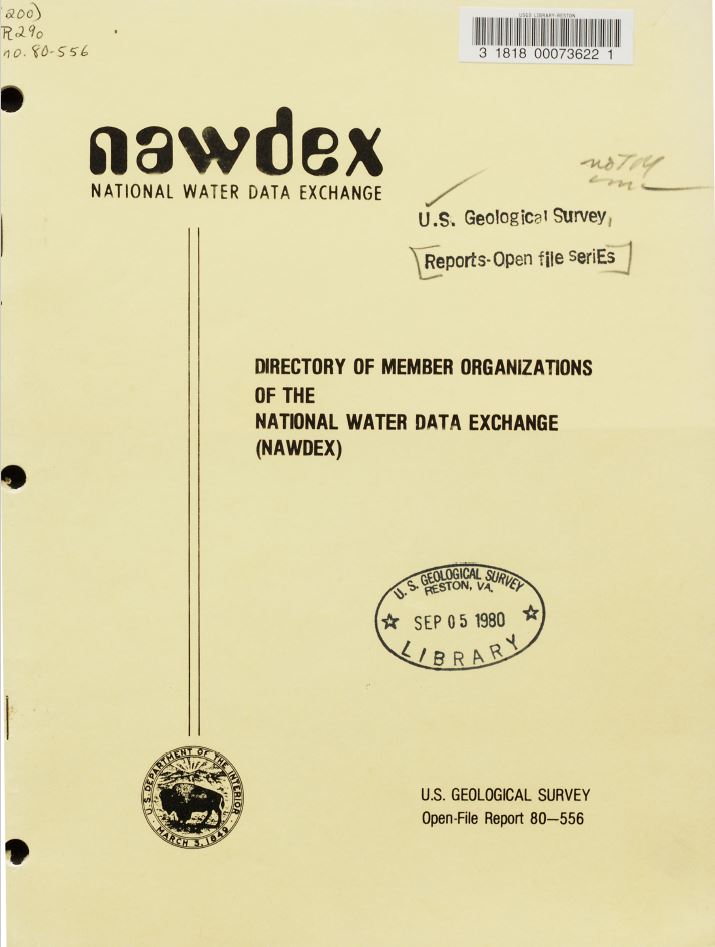 200)
R290
no. 80-556
USGS LIBRARY-RESTON
3 1818 00073622 1
nawdex
NATIONAL WATER DATA EXCHANGE
U.S. Geological Survey,
Reports-Open file seriEs
DIRECTORY OF MEMBER ORGANIZATIONS
OF THE
NATIONAL WATER DATA EXCHANGE
(NAWDEX)
U. S. GEOLOGICAL SURVEY
RESTON, VA.
SEP 05 1980
LIBRARY
U.S. DEPARTMENT OF THE INTERIOR
MARCH 3, 1849
U.S. GEOLOGICAL SURVEY
Open-File Report 80—556